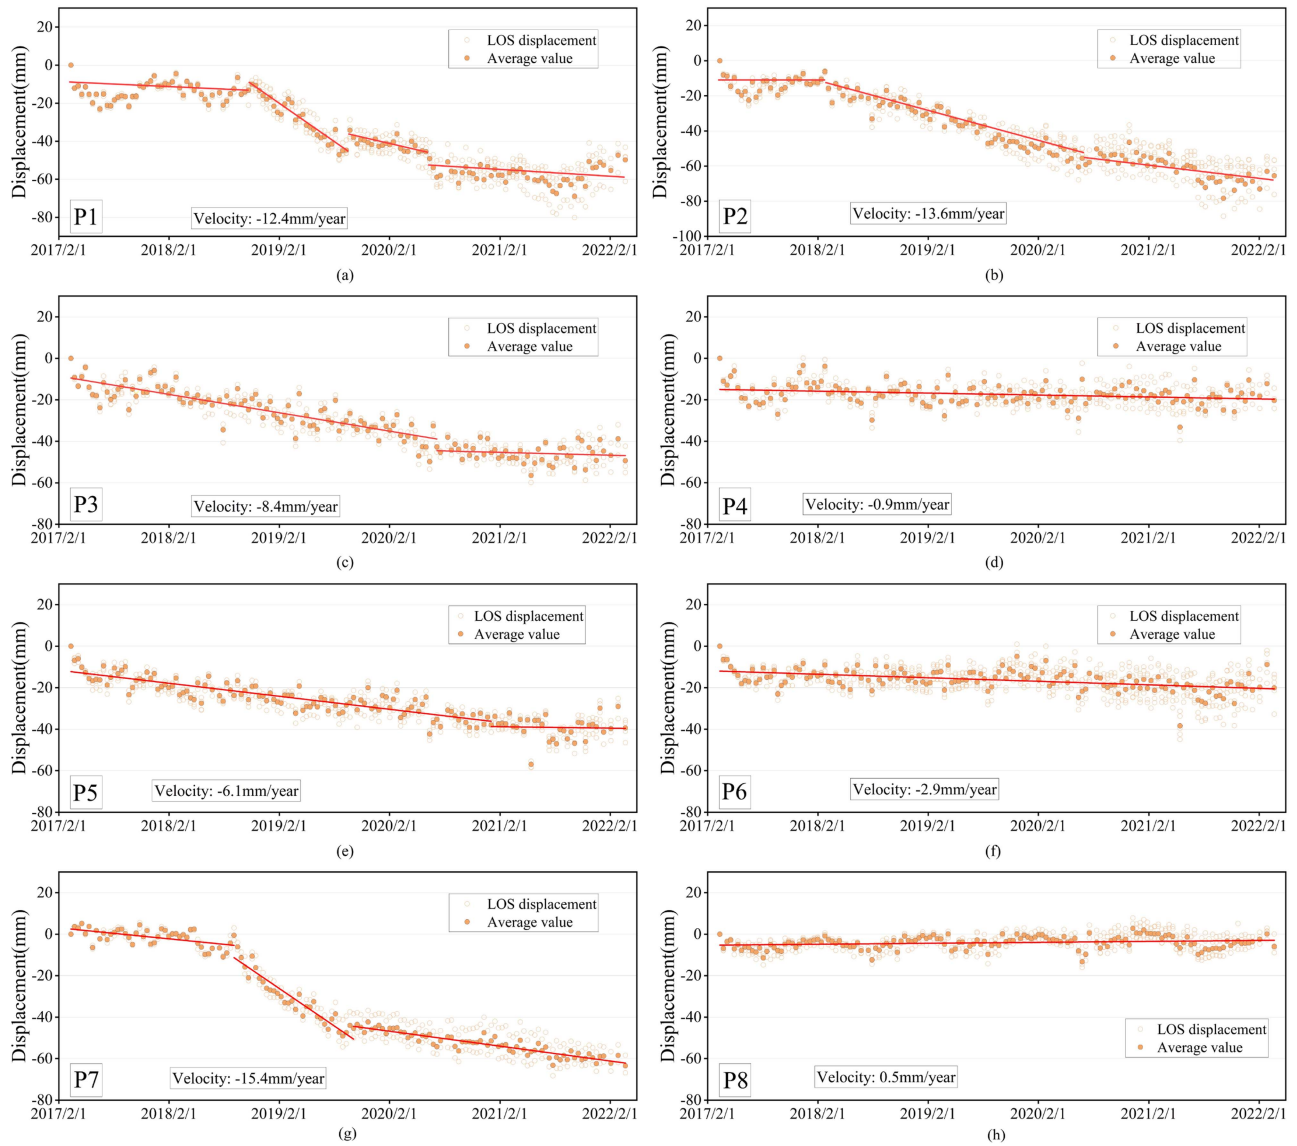 Displacement(mm)
20
0
-20
-40
-60
-80
LOS displacement
Average value
P1
Velocity: -12.4mm/year
2017/2/1 2018/2/1 2019/2/1 2020/2/1 2021/2/1 2022/2/1
(a)
Displacement(mm)
20
0
-20
-40
-60
-80
-100
LOS displacement
Average value
P2
Velocity: -13.6mm/year
2017/2/1 2018/2/1 2019/2/1 2020/2/1 2021/2/1 2022/2/1
(b)
Displacement(mm)
20
0
-20
-40
-60
-80
LOS displacement
Average value
P3
Velocity: -8.4mm/year
2017/2/1 2018/2/1 2019/2/1 2020/2/1 2021/2/1 2022/2/1
(c)
Displacement(mm)
20
0
-20
-40
-60
-80
LOS displacement
Average value
P4
Velocity: -0.9mm/year
2017/2/1 2018/2/1 2019/2/1 2020/2/1 2021/2/1 2022/2/1
(d)
Displacement(mm)
20
0
-20
-40
-60
-80
LOS displacement
Average value
P5
Velocity: -6.1mm/year
2017/2/1 2018/2/1 2019/2/1 2020/2/1 2021/2/1 2022/2/1
(e)
Displacement(mm)
20
0
-20
-40
-60
-80
LOS displacement
Average value
P6
Velocity: -2.9mm/year
2017/2/1 2018/2/1 2019/2/1 2020/2/1 2021/2/1 2022/2/1
(f)
Displacement(mm)
20
0
-20
-40
-60
-80
LOS displacement
Average value
P7
Velocity: -15.4mm/year
2017/2/1 2018/2/1 2019/2/1 2020/2/1 2021/2/1 2022/2/1
(g)
Displacement(mm)
20
0
-20
-40
-60
-80
LOS displacement
Average value
P8
Velocity: 0.5mm/year
2017/2/1 2018/2/1 2019/2/1 2020/2/1 2021/2/1 2022/2/1
(h)